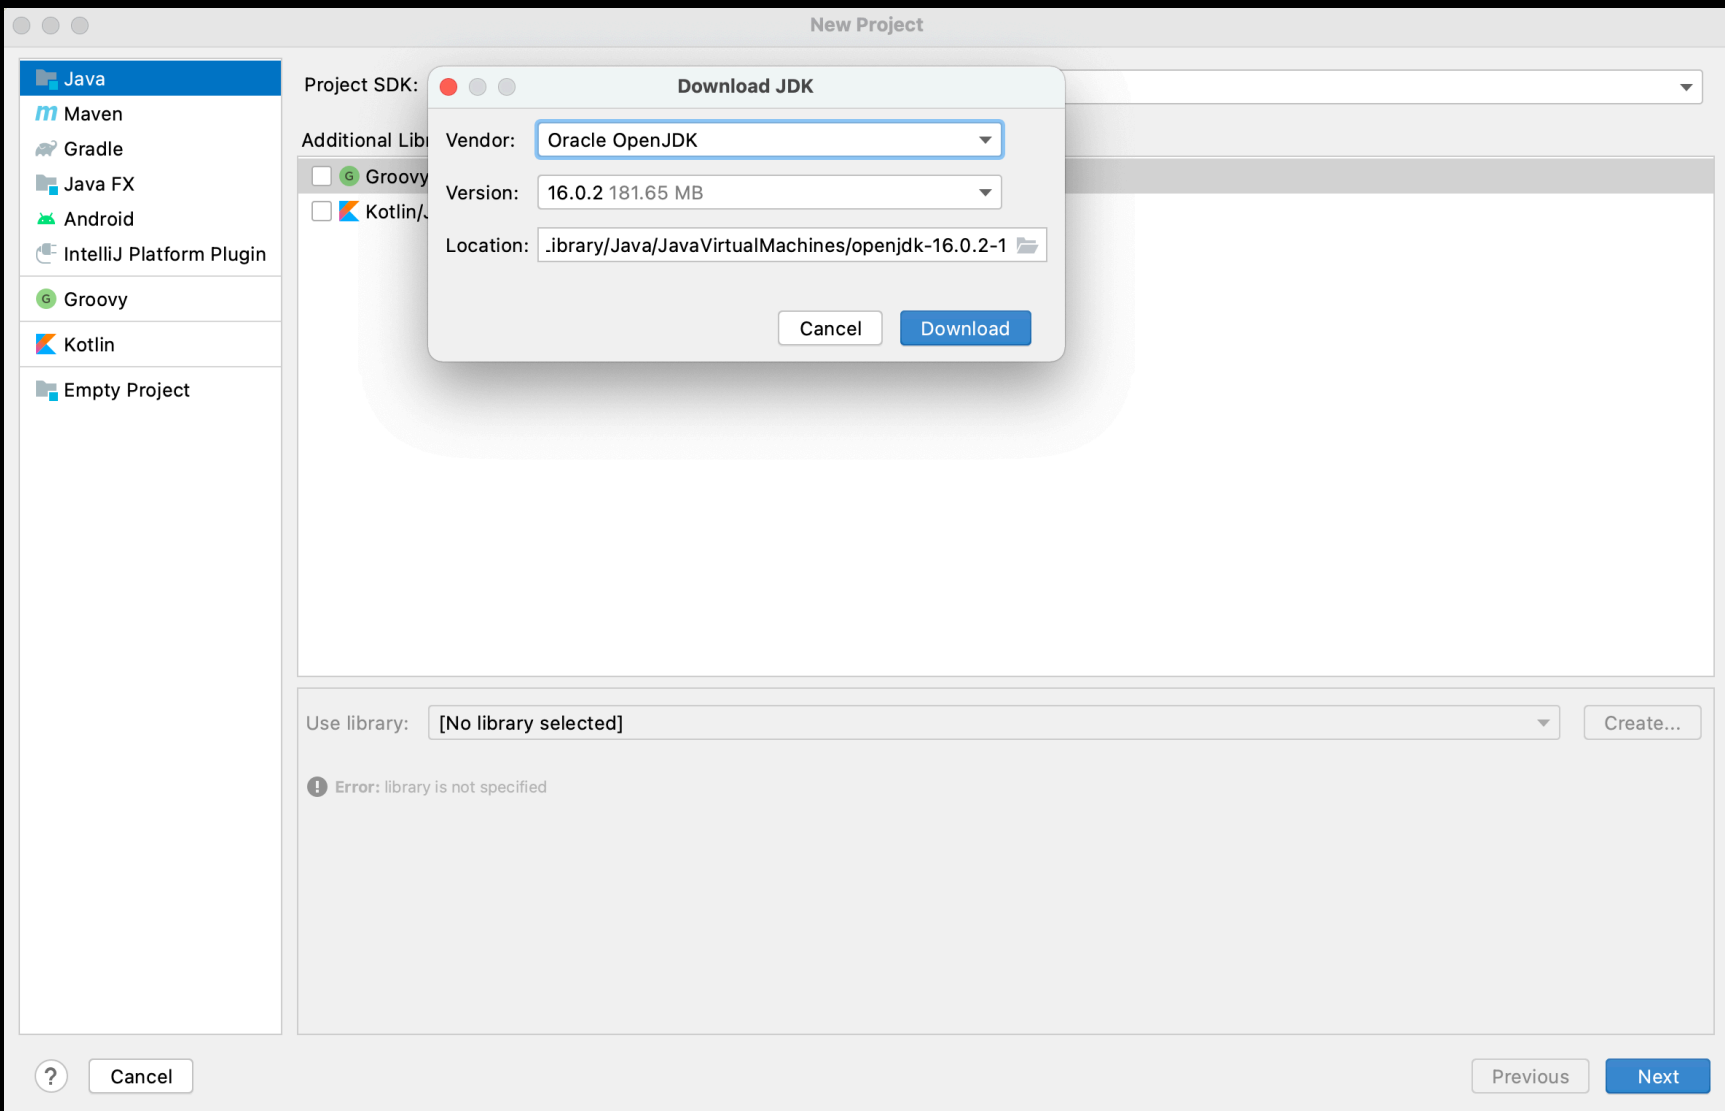 New Project
Java
Maven
Gradle
Java FX
Android
IntelliJ Platform Plugin
Groovy
Kotlin
Empty Project
Project SDK:
Additional
Groovy
Download JDK
Vendor: Oracle OpenJDK
Version: 16.0.2 181.65 MB
Location: ibrary/Java/JavaVirtualMachines/openjdk-16.0.2-1
Cancel Download
Use library: [No library selected] Create...
Error: library is not specified
? Cancel Previous Next